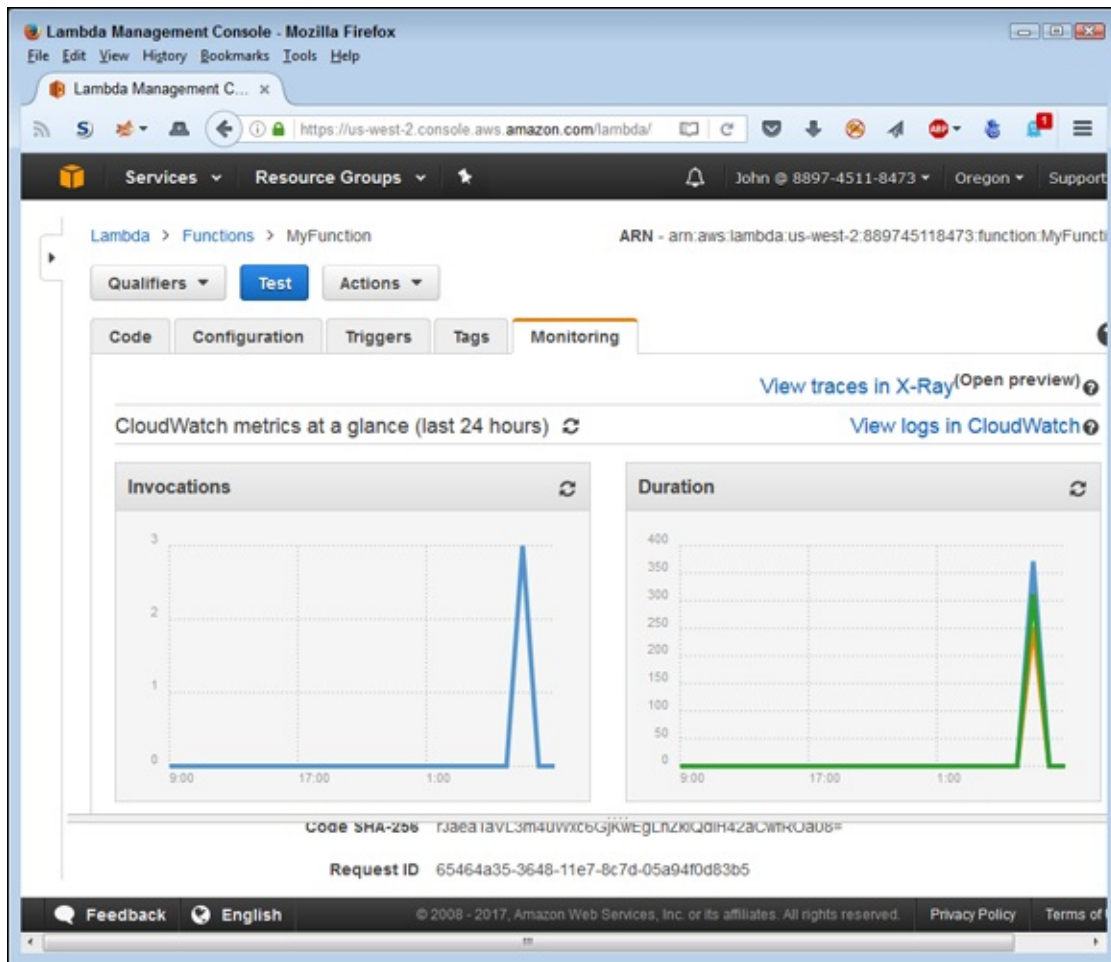 Lambda Management Console - Mozilla Firefox
File Edit View History Bookmarks Tools Help
Lambda Management C... ×
https://us-west-2.console.aws.amazon.com/lambda/
ABP
1
Services Resource Groups John @ 8897-4511-8473 Oregon Support
Lambda > Functions > MyFunction ARN - arn:aws:lambda:us-west-2:889745118473:function:MyFuncti
Qualifiers Test Actions
Code Configuration Triggers Tags Monitoring
View traces in X-Ray(Open preview)
CloudWatch metrics at a glance (last 24 hours) View logs in CloudWatch
Invocations
3
2
1
0
9:00 17:00 1:00
Duration
400
350
300
250
200
150
100
50
0
9:00 17:00 1:00
Code SHA-256
Request ID 65464a35-3648-11e7-8c7d-05a94f0d83b5
Feedback English © 2008 - 2017, Amazon Web Services, Inc. or its affiliates. All rights reserved. Privacy Policy Terms of